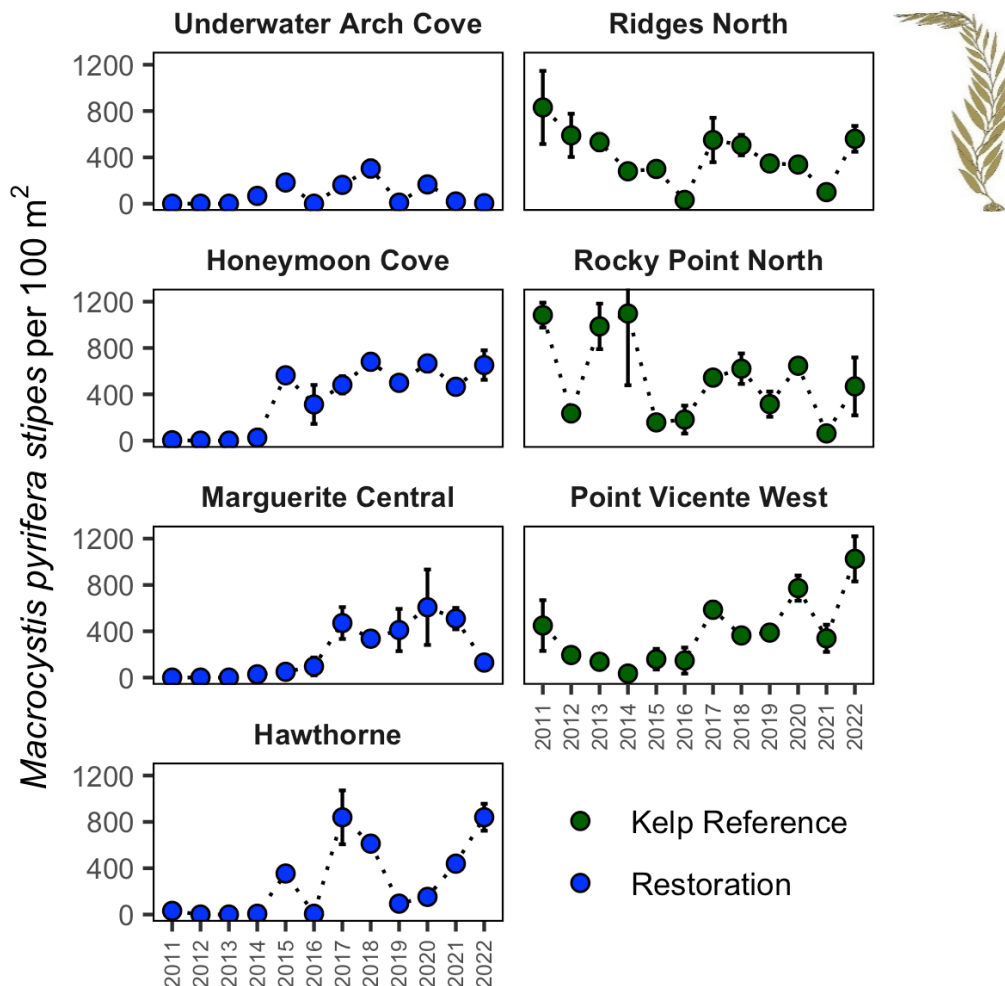 Underwater Arch Cove
Ridges North
1200
800
400
0
Honeymoon Cove
Rocky Point North
1200
800
400
0
Macrocystis pyrifera stipes per 100 m²
Marguerite Central
Point Vicente West
1200
800
400
0
2011 2012 2013 2014 2015 2016 2017 2018 2019 2020 2021 2022
Hawthorne
1200
800
400
0
2011 2012 2013 2014 2015 2016 2017 2018 2019 2020 2021 2022
Kelp Reference
Restoration